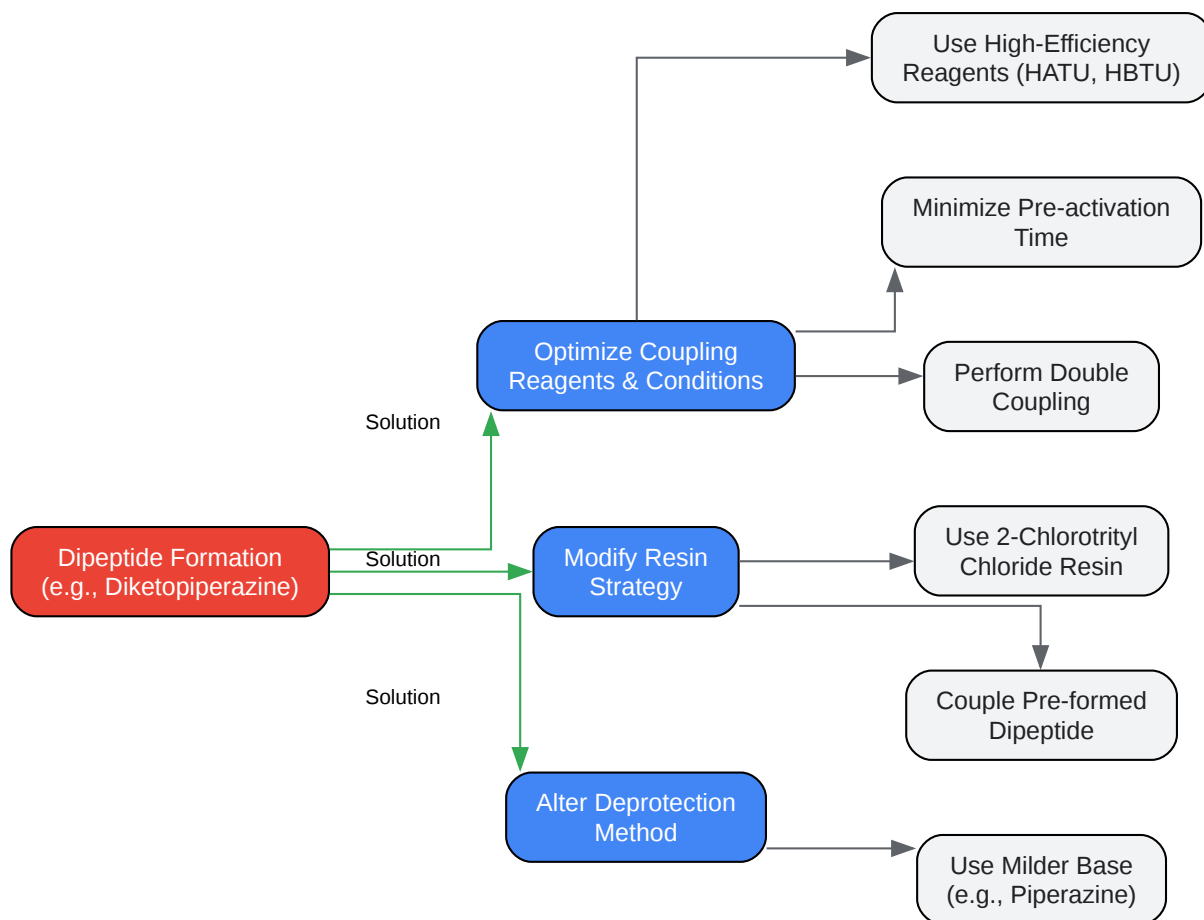 Use High-Efficiency
Reagents (HATU, HBTU)
Minimize Pre-activation
Time
Optimize Coupling
Reagents & Conditions
Perform Double
Coupling
Solution
Dipeptide Formation
(e.g., Diketopiperazine)
Solution
Modify Resin
Strategy
Use 2-Chlorotrityl
Chloride Resin
Couple Pre-formed
Dipeptide
Solution
Alter Deprotection
Method
Use Milder Base
(e.g., Piperazine)